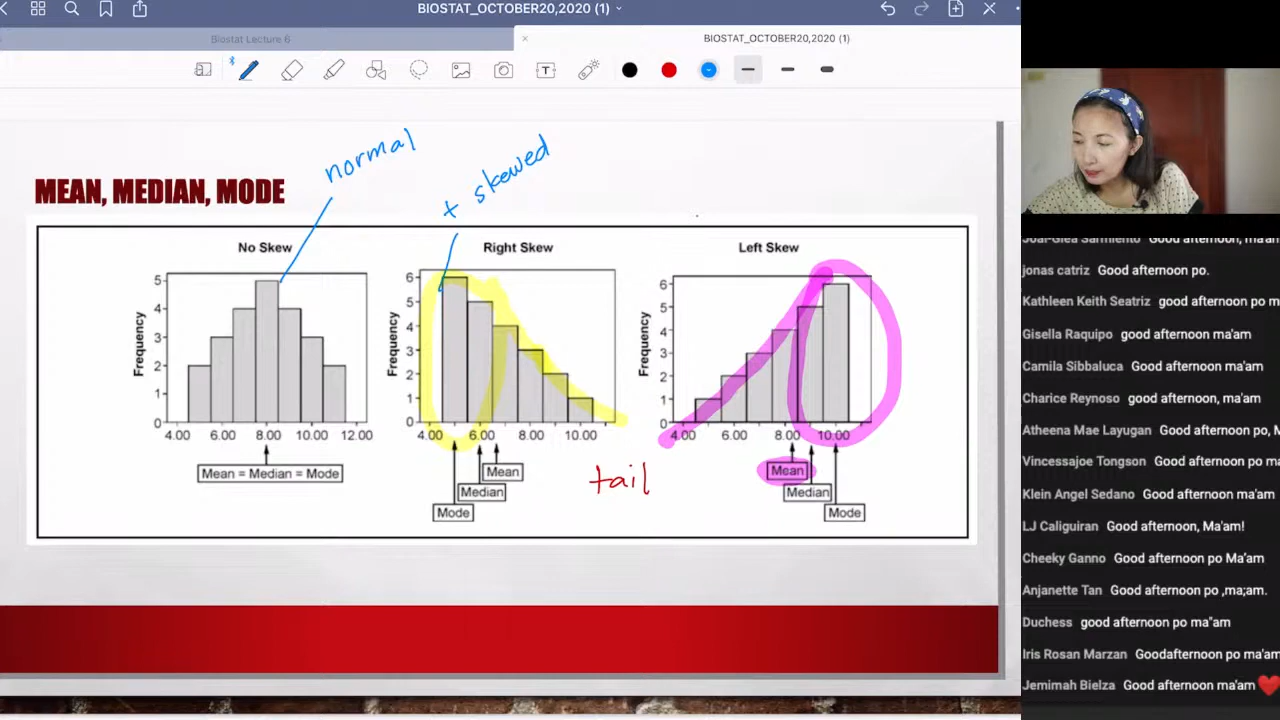 BIOSTAT_OCTOBER20,2020 (1)
Biostat Lecture 6
BIOSTAT_OCTOBER20,2020 (1)
normal
+ skewed
MEAN, MEDIAN, MODE
No Skew
Frequency
5
4
3
2
1
0
4.00 6.00 8.00 10.00 12.00
Mean = Median = Mode
Right Skew
Frequency
6
5
4
3
2
1
0
4.00 6.00 8.00 10.00
Mean
Median
Mode
tail
Left Skew
Frequency
6
5
4
3
2
1
0
4.00 6.00 8.00 10.00
Mean
Median
Mode
Good afternoon, ma'am
jonas catriz Good afternoon po.
Kathleen Keith Seatriz good afternoon po m
Gisella Raquipo good afternoon ma'am
Camila Sibbaluca Good afternoon ma'am
Charice Reynoso good afternoon, ma'am
Atheena Mae Layugan Good afternoon po, M
Vincessajoe Tongson Good afternoon po ma'am
Klein Angel Sedano Good afternoon ma'am
LJ Caliguiran Good afternoon, Ma'am!
Cheeky Ganno Good afternoon po Ma'am
Anjanette Tan Good afternoon po ,ma;am.
Duchess good afternoon po ma"am
Iris Rosan Marzan Goodafternoon po ma'am
Jemimah Bielza Good afternoon ma'am